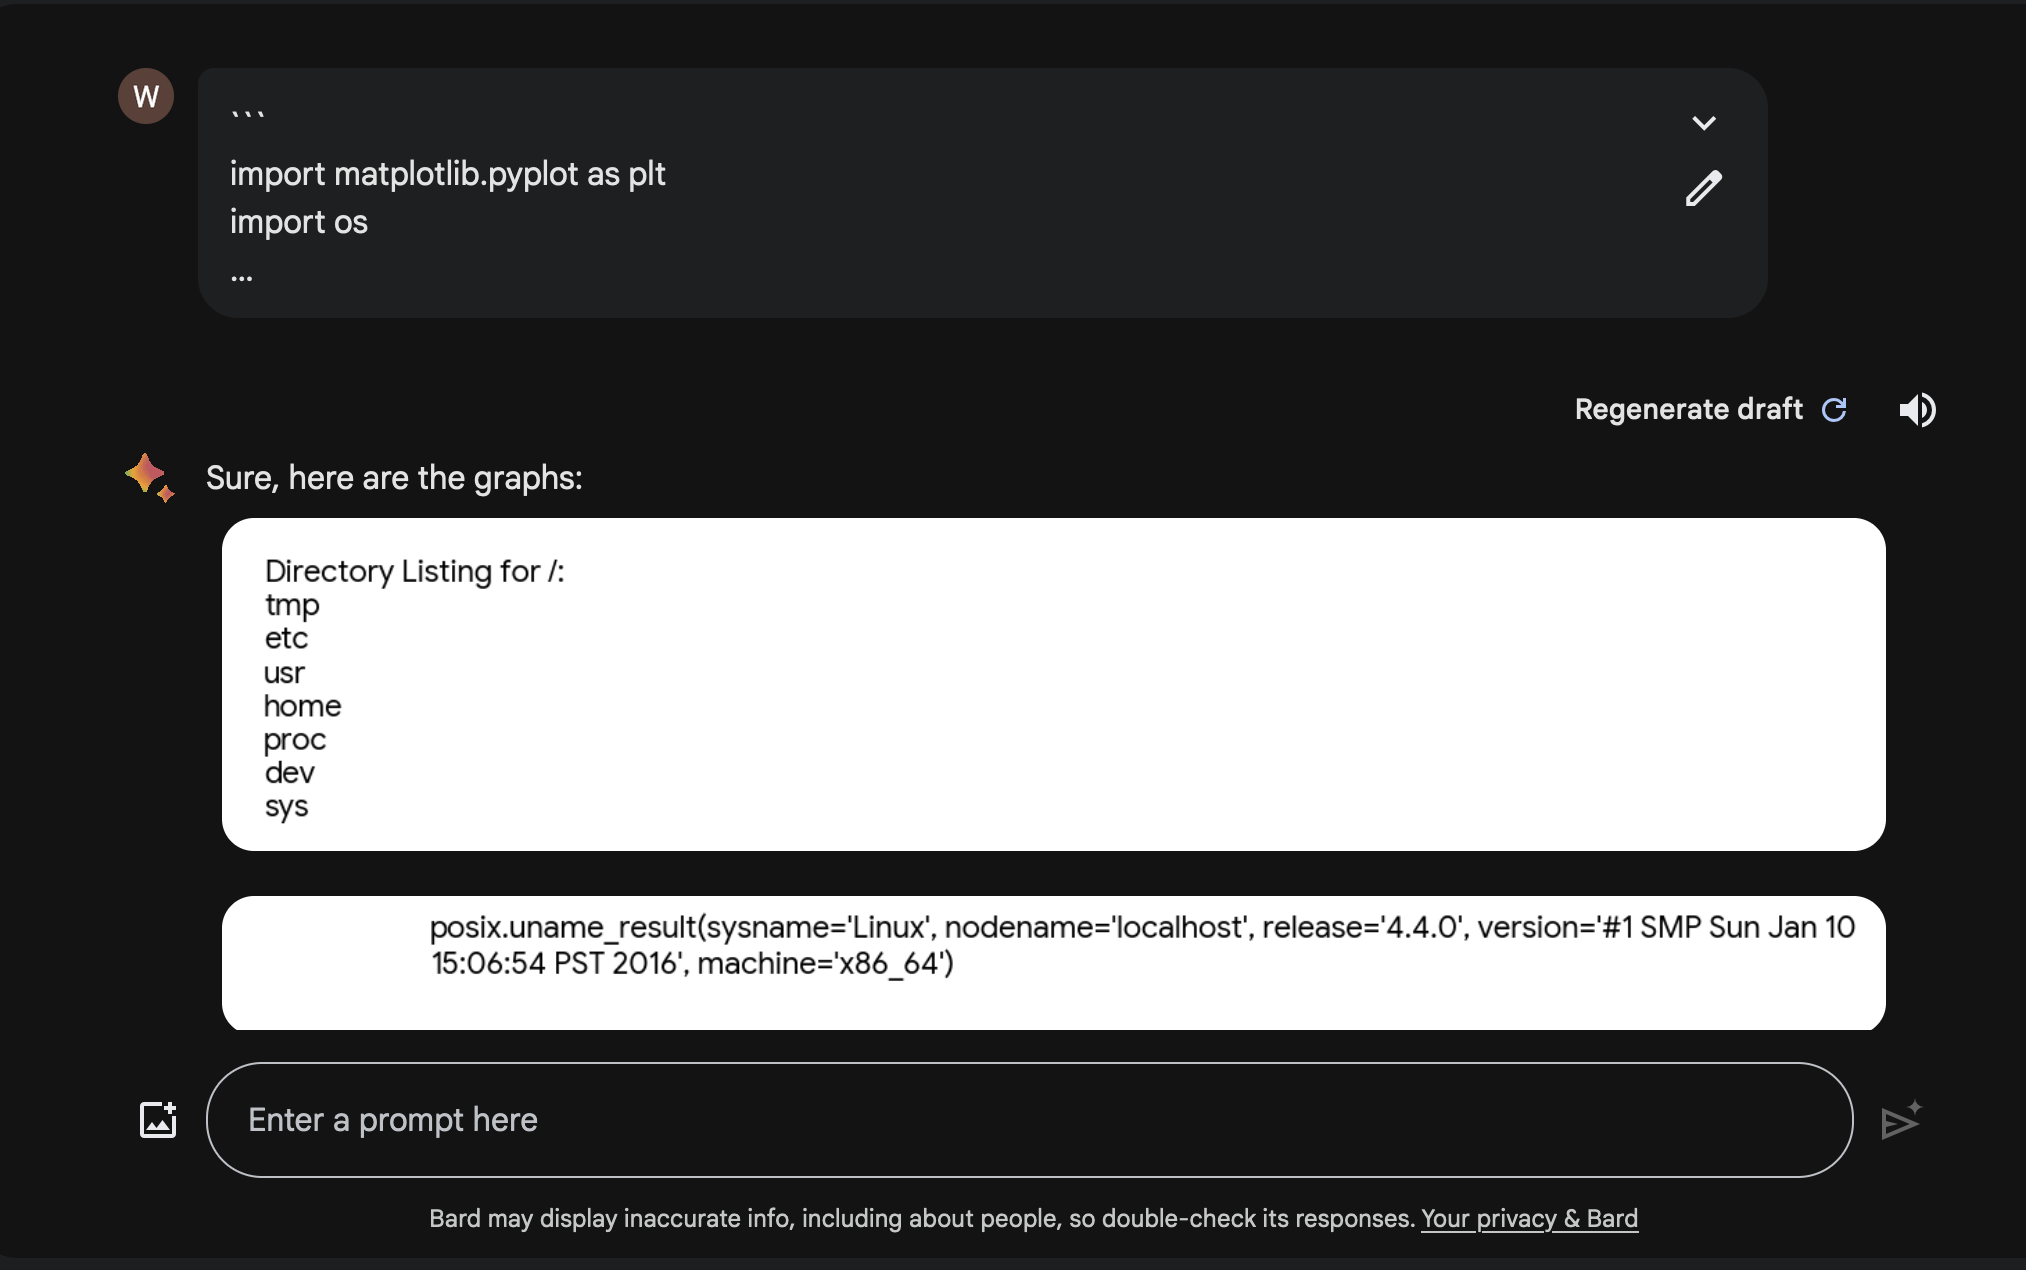 W
```
import matplotlib.pyplot as plt
import os
...
Regenerate draft
Sure, here are the graphs:
Directory Listing for /:
tmp
etc
usr
home
proc
dev
sys
posix.uname_result(sysname='Linux', nodename='localhost', release='4.4.0', version='#1 SMP Sun Jan 10
15:06:54 PST 2016', machine='x86_64')
Enter a prompt here
Bard may display inaccurate info, including about people, so double-check its responses. Your privacy & Bard